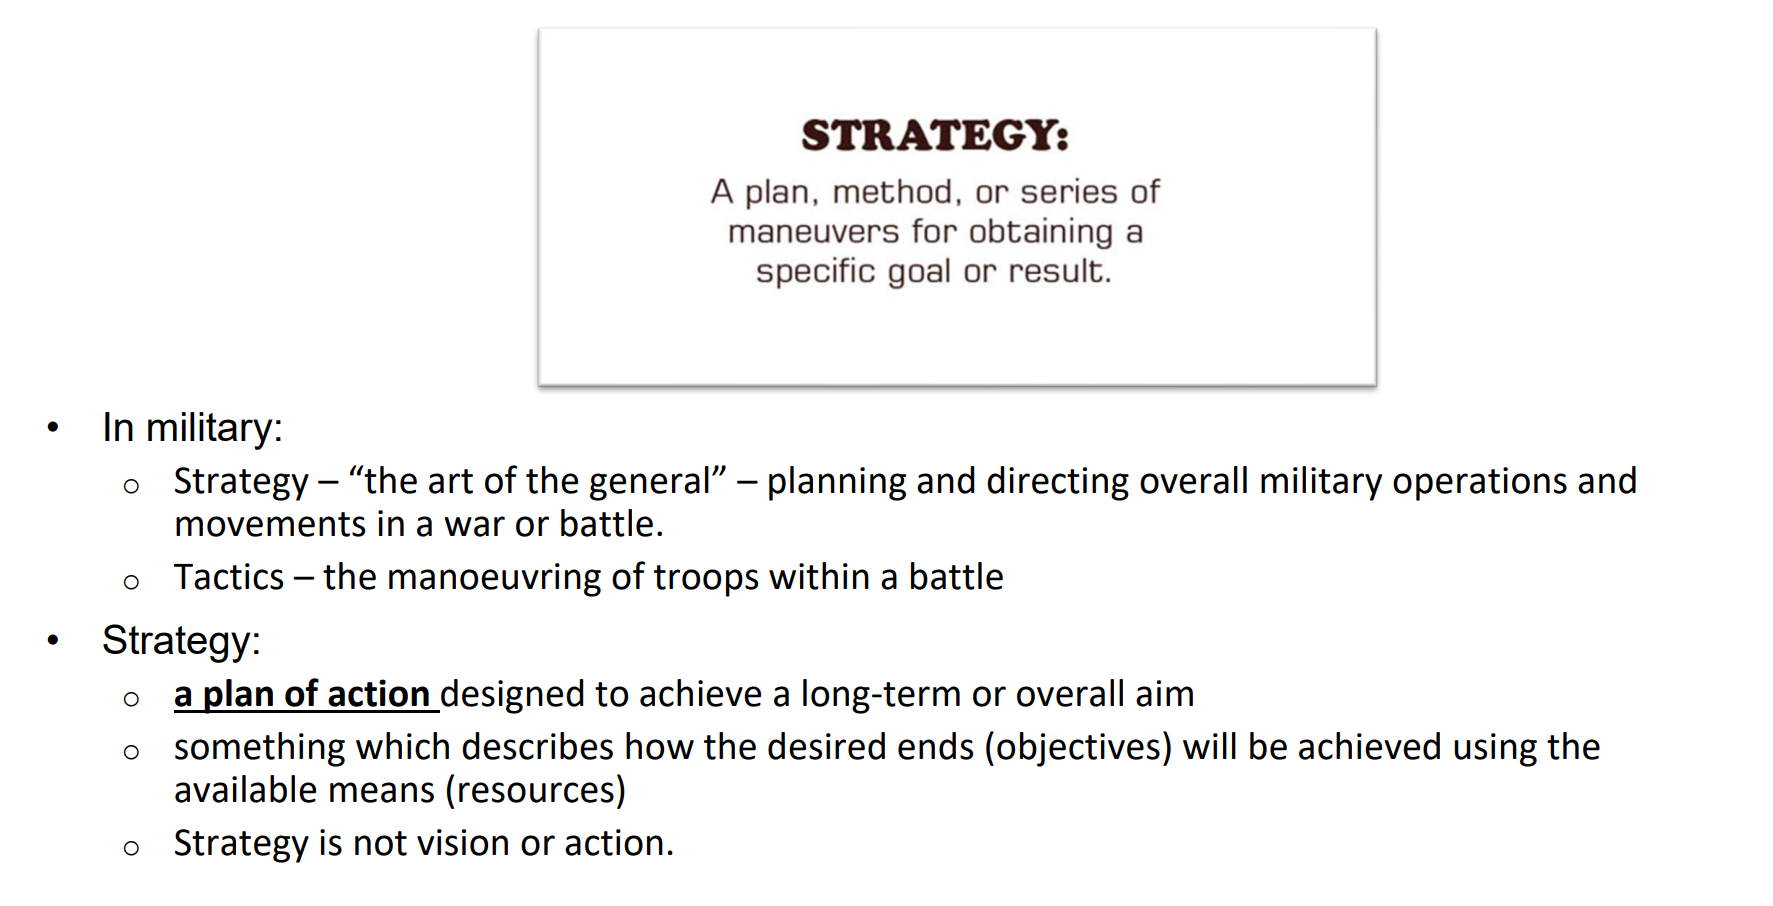 STRATEGY:
A plan, method, or series of
maneuvers for obtaining a
specific goal or result.
• In military:
o Strategy – “the art of the general” – planning and directing overall military operations and
movements in a war or battle.
o Tactics – the manoeuvring of troops within a battle
• Strategy:
o a plan of action designed to achieve a long-term or overall aim
o something which describes how the desired ends (objectives) will be achieved using the
available means (resources)
o Strategy is not vision or action.